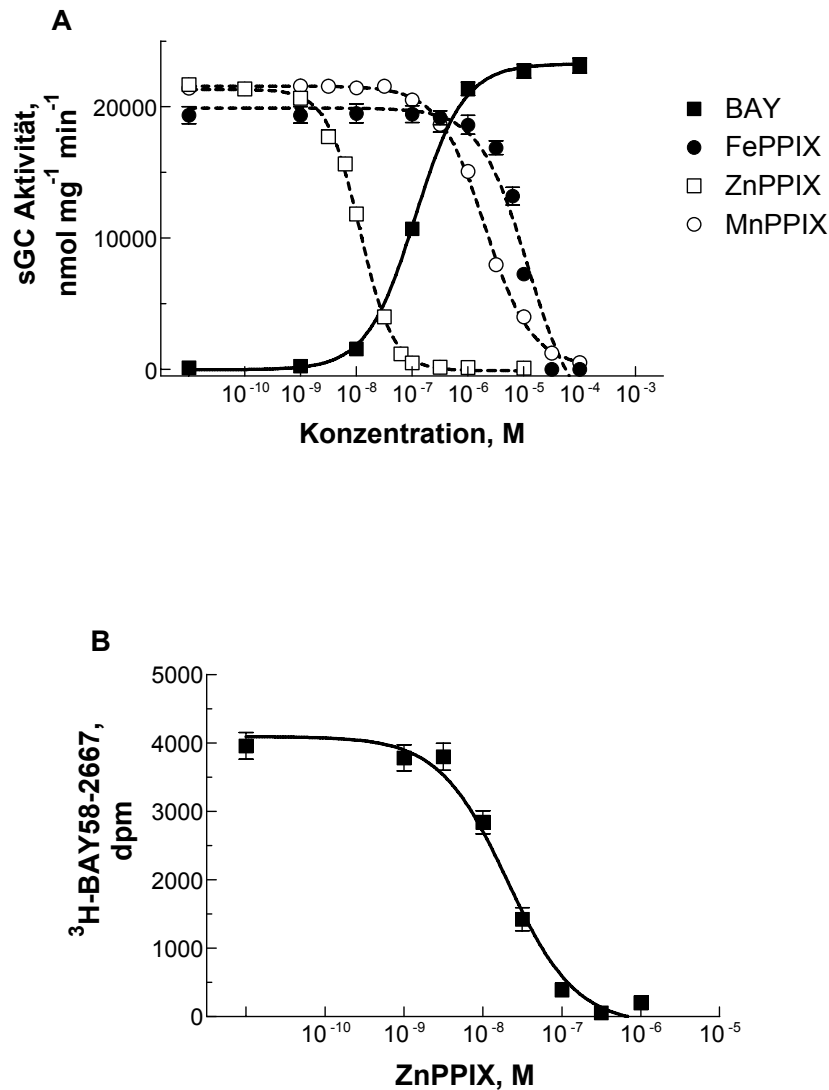 A
sGC Aktivität,
nmol mg⁻¹ min⁻¹
20000
10000
0
10⁻¹⁰ 10⁻⁹ 10⁻⁸ 10⁻⁷ 10⁻⁶ 10⁻⁵ 10⁻⁴ 10⁻³
Konzentration, M
BAY
FePPIX
ZnPPIX
MnPPIX
B
³H-BAY58-2667,
dpm
5000
4000
3000
2000
1000
0
10⁻¹⁰ 10⁻⁹ 10⁻⁸ 10⁻⁷ 10⁻⁶ 10⁻⁵
ZnPPIX, M